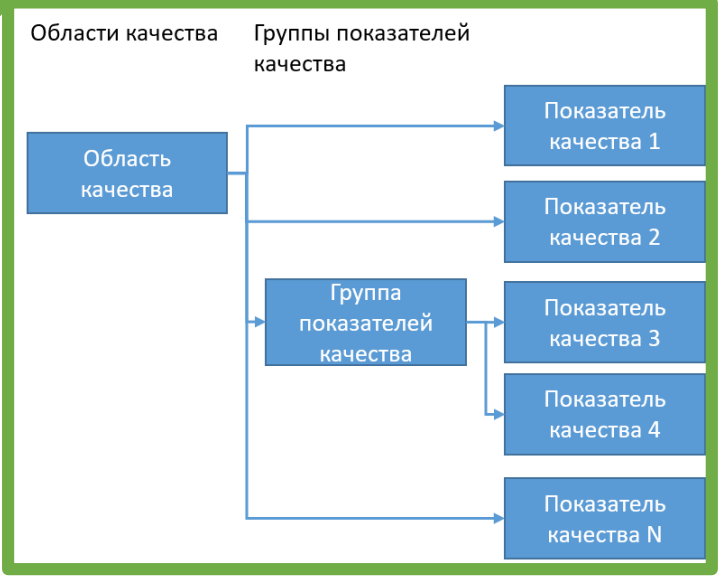 Области качества
Группы показателей
качества
Показатель
качества 1
Область
качества
Показатель
качества 2
Группа
показателей
качества
Показатель
качества 3
Показатель
качества 4
Показатель
качества N